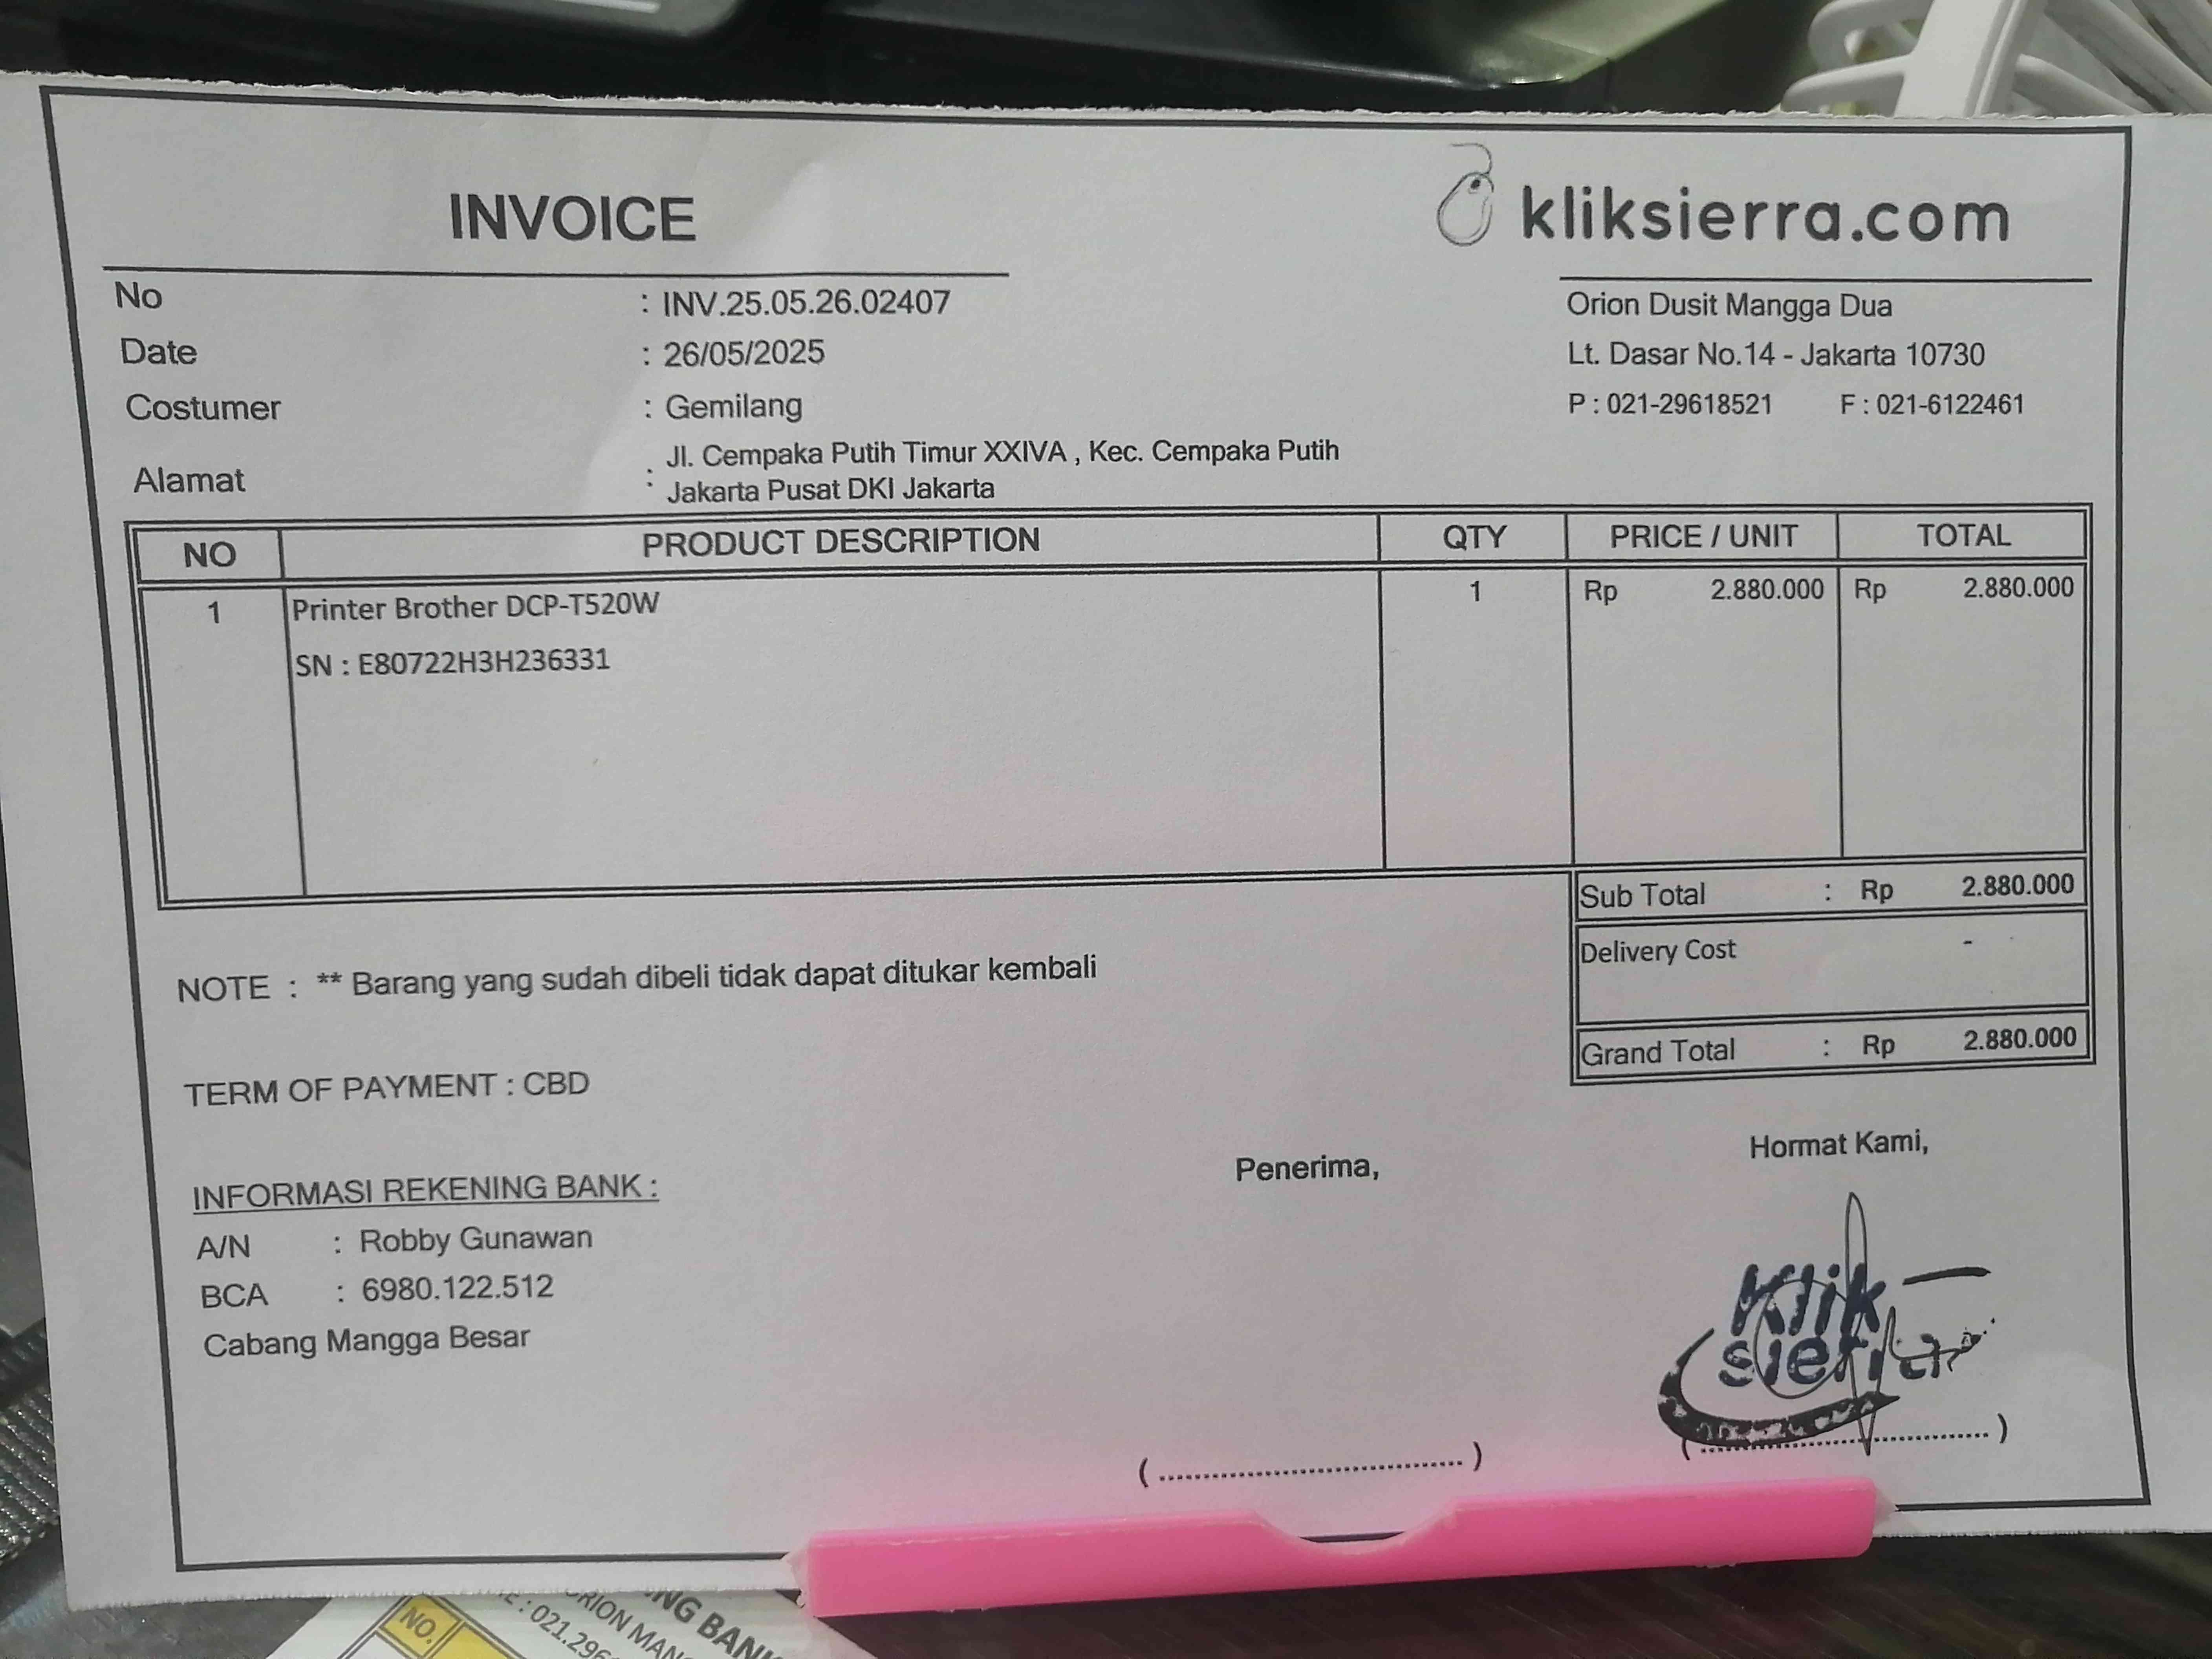 INVOICE
kliksierra.com
No : INV.25.05.26.02407
Date : 26/05/2025
Costumer : Gemilang
Alamat : Jl. Cempaka Putih Timur XXIVA , Kec. Cempaka Putih
Jakarta Pusat DKI Jakarta
Orion Dusit Mangga Dua
Lt. Dasar No.14 - Jakarta 10730
P : 021-29618521 F : 021-6122461
NO PRODUCT DESCRIPTION QTY PRICE / UNIT TOTAL
1 Printer Brother DCP-T520W 1 Rp 2.880.000 Rp 2.880.000
SN : E80722H3H236331
Sub Total : Rp 2.880.000
Delivery Cost -
Grand Total : Rp 2.880.000
NOTE : ** Barang yang sudah dibeli tidak dapat ditukar kembali
TERM OF PAYMENT : CBD
INFORMASI REKENING BANK :
A/N : Robby Gunawan
BCA : 6980.122.512
Cabang Mangga Besar
Penerima,
(........................................)
Hormat Kami,
Klik
sierra
(........................................)
NO.
021.296